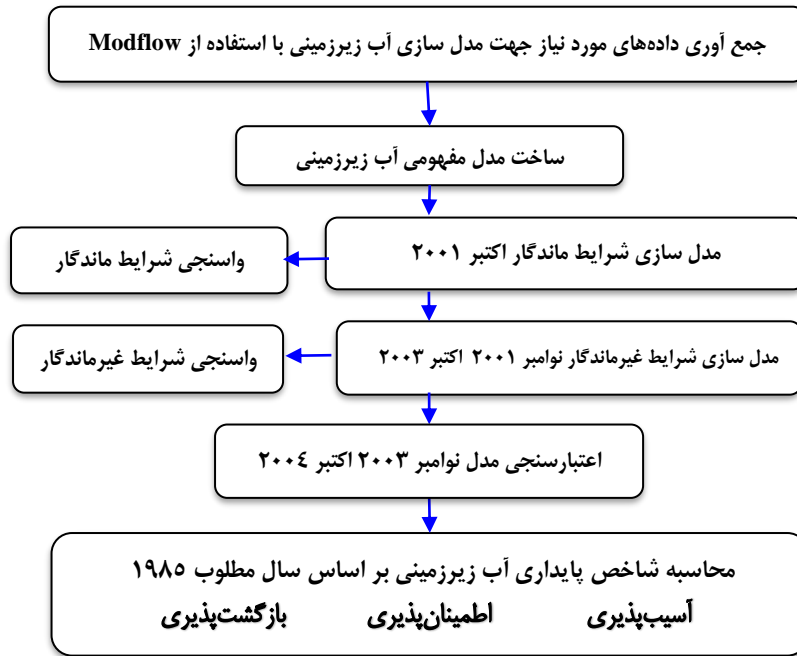 جمع آوری داده‌های مورد نیاز جهت مدل سازی آب زیرزمینی با استفاده از Modflow
ساخت مدل مفهومی آب زیرزمینی
مدل سازی شرایط ماندگار اکتبر ۲۰۰۱
واسنجی شرایط ماندگار
مدل سازی شرایط غیرماندگار نوامبر ۲۰۰۱ اکتبر ۲۰۰۳
واسنجی شرایط غیرماندگار
اعتبارسنجی مدل نوامبر ۲۰۰۳ اکتبر ۲۰۰٤
محاسبه شاخص پایداری آب زیرزمینی بر اساس سال مطلوب ۱۹۸٥
آسیب‌پذیری اطمینان‌پذیری بازگشت‌پذیری